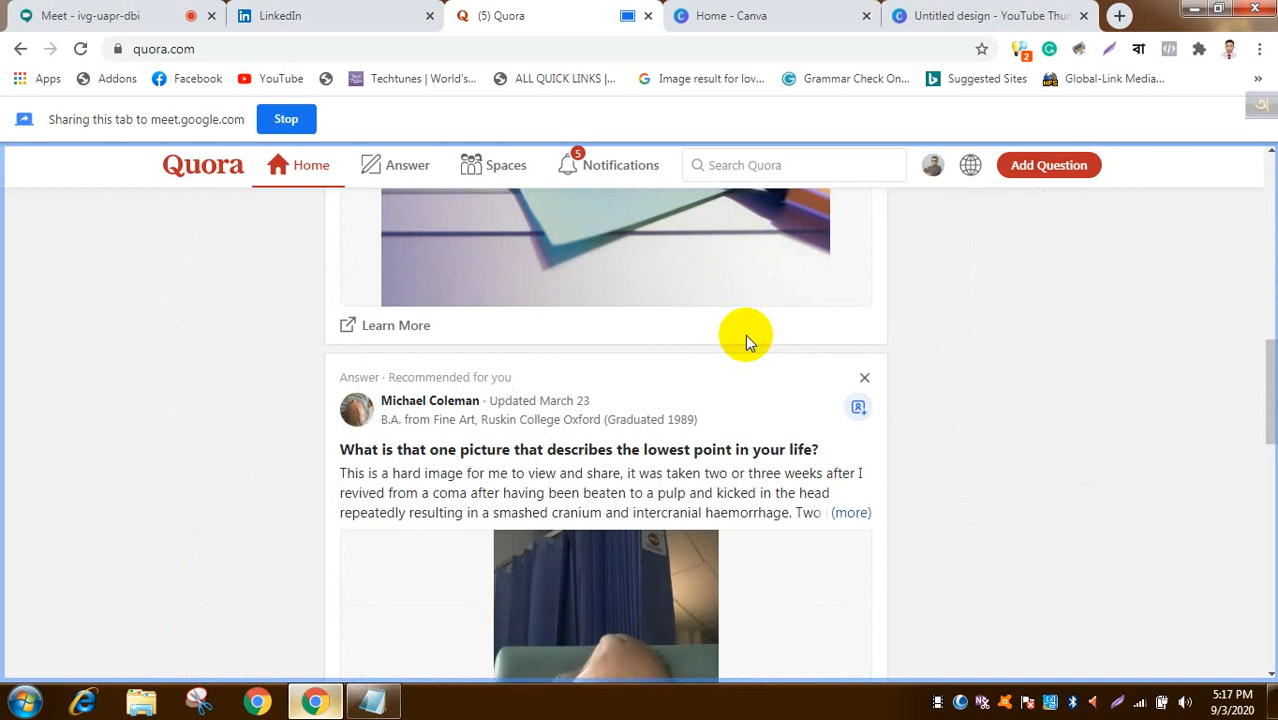 Meet - ivg-uapr-dbi
LinkedIn
(5) Quora
Home - Canva
Untitled design - YouTube Thun
quora.com
2
বা
Apps
Addons
Facebook
YouTube
Techtunes | World's...
ALL QUICK LINKS |...
Image result for lov...
Grammar Check On...
Suggested Sites
Global-Link Media...
»
Sharing this tab to meet.google.com
Stop
Quora
Home
Answer
Spaces
5
Notifications
Search Quora
Add Question
Learn More
Answer · Recommended for you
Michael Coleman · Updated March 23
B.A. from Fine Art, Ruskin College Oxford (Graduated 1989)
What is that one picture that describes the lowest point in your life?
This is a hard image for me to view and share, it was taken two or three weeks after I
revived from a coma after having been beaten to a pulp and kicked in the head
repeatedly resulting in a smashed cranium and intercranial haemorrhage. Two (more)
5:17 PM
9/3/2020